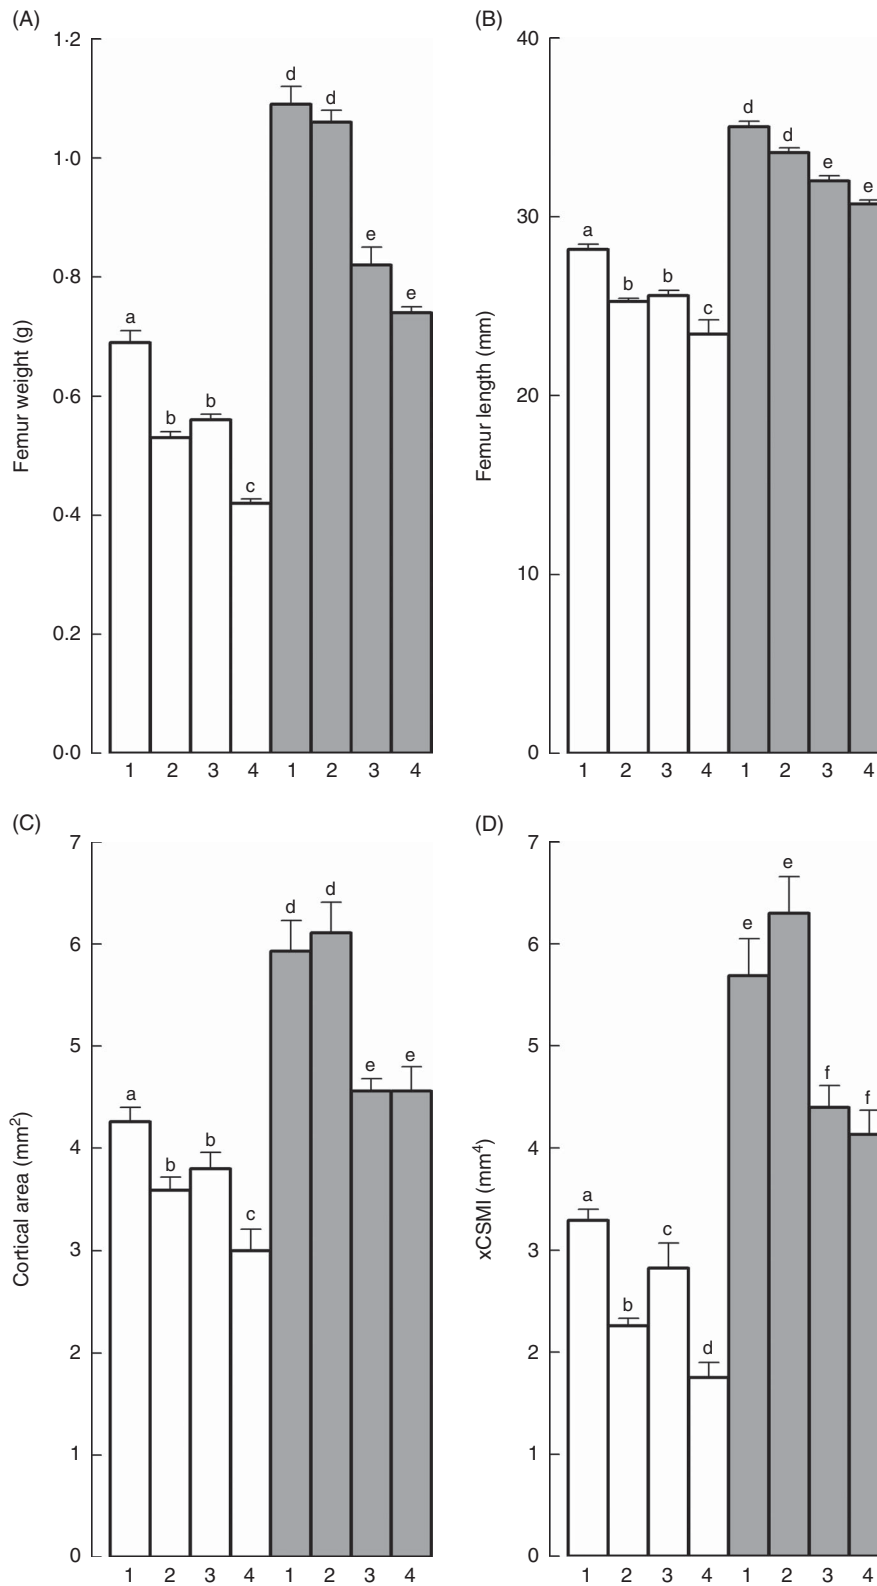 (A)
1·2
1·0
0·8
0·6
0·4
0·2
0·0
Femur weight (g)
a
b
b
c
d
d
e
e
1 2 3 4 1 2 3 4
(B)
40
30
20
10
0
Femur length (mm)
a
b
b
c
d
d
e
e
1 2 3 4 1 2 3 4
(C)
7
6
5
4
3
2
1
0
Cortical area (mm²)
a
b
b
c
d
d
e
e
1 2 3 4 1 2 3 4
(D)
7
6
5
4
3
2
1
0
xCSMI (mm⁴)
a
b
c
d
e
e
f
f
1 2 3 4 1 2 3 4